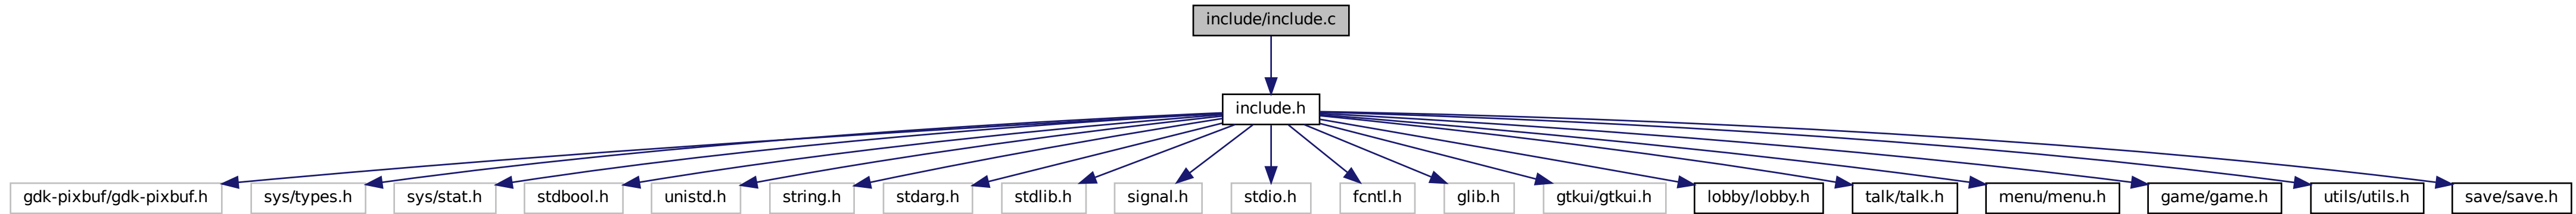 include/include.c
include.h
gdk-pixbuf/gdk-pixbuf.h
sys/types.h
sys/stat.h
stdbool.h
unistd.h
string.h
stdarg.h
stdlib.h
signal.h
stdio.h
fcntl.h
glib.h
gtkui/gtkui.h
lobby/lobby.h
talk/talk.h
menu/menu.h
game/game.h
utils/utils.h
save/save.h